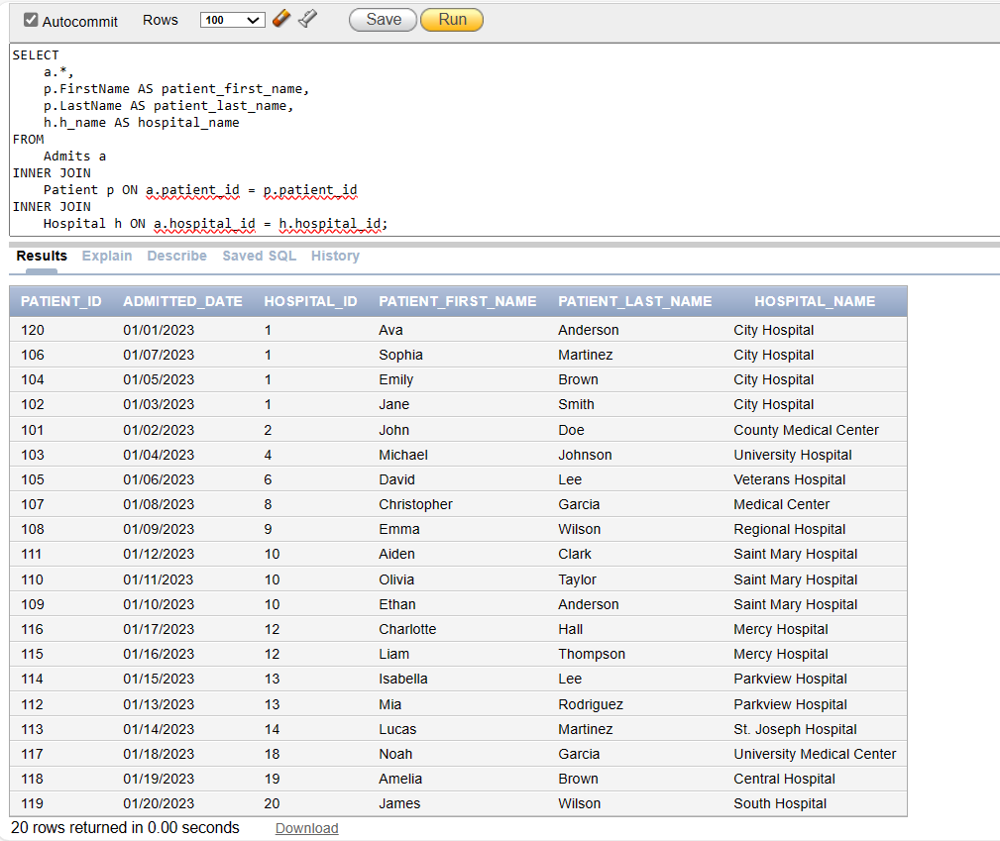 Autocommit Rows 100 Save Run
SELECT
    a.*,
    p.FirstName AS patient_first_name,
    p.LastName AS patient_last_name,
    h.h_name AS hospital_name
FROM
    Admits a
INNER JOIN
    Patient p ON a.patient_id = p.patient_id
INNER JOIN
    Hospital h ON a.hospital_id = h.hospital_id;
Results Explain Describe Saved SQL History
PATIENT_ID ADMITTED_DATE HOSPITAL_ID PATIENT_FIRST_NAME PATIENT_LAST_NAME HOSPITAL_NAME
120 01/01/2023 1 Ava Anderson City Hospital
106 01/07/2023 1 Sophia Martinez City Hospital
104 01/05/2023 1 Emily Brown City Hospital
102 01/03/2023 1 Jane Smith City Hospital
101 01/02/2023 2 John Doe County Medical Center
103 01/04/2023 4 Michael Johnson University Hospital
105 01/06/2023 6 David Lee Veterans Hospital
107 01/08/2023 8 Christopher Garcia Medical Center
108 01/09/2023 9 Emma Wilson Regional Hospital
111 01/12/2023 10 Aiden Clark Saint Mary Hospital
110 01/11/2023 10 Olivia Taylor Saint Mary Hospital
109 01/10/2023 10 Ethan Anderson Saint Mary Hospital
116 01/17/2023 12 Charlotte Hall Mercy Hospital
115 01/16/2023 12 Liam Thompson Mercy Hospital
114 01/15/2023 13 Isabella Lee Parkview Hospital
112 01/13/2023 13 Mia Rodriguez Parkview Hospital
113 01/14/2023 14 Lucas Martinez St. Joseph Hospital
117 01/18/2023 18 Noah Garcia University Medical Center
118 01/19/2023 19 Amelia Brown Central Hospital
119 01/20/2023 20 James Wilson South Hospital
20 rows returned in 0.00 seconds Download